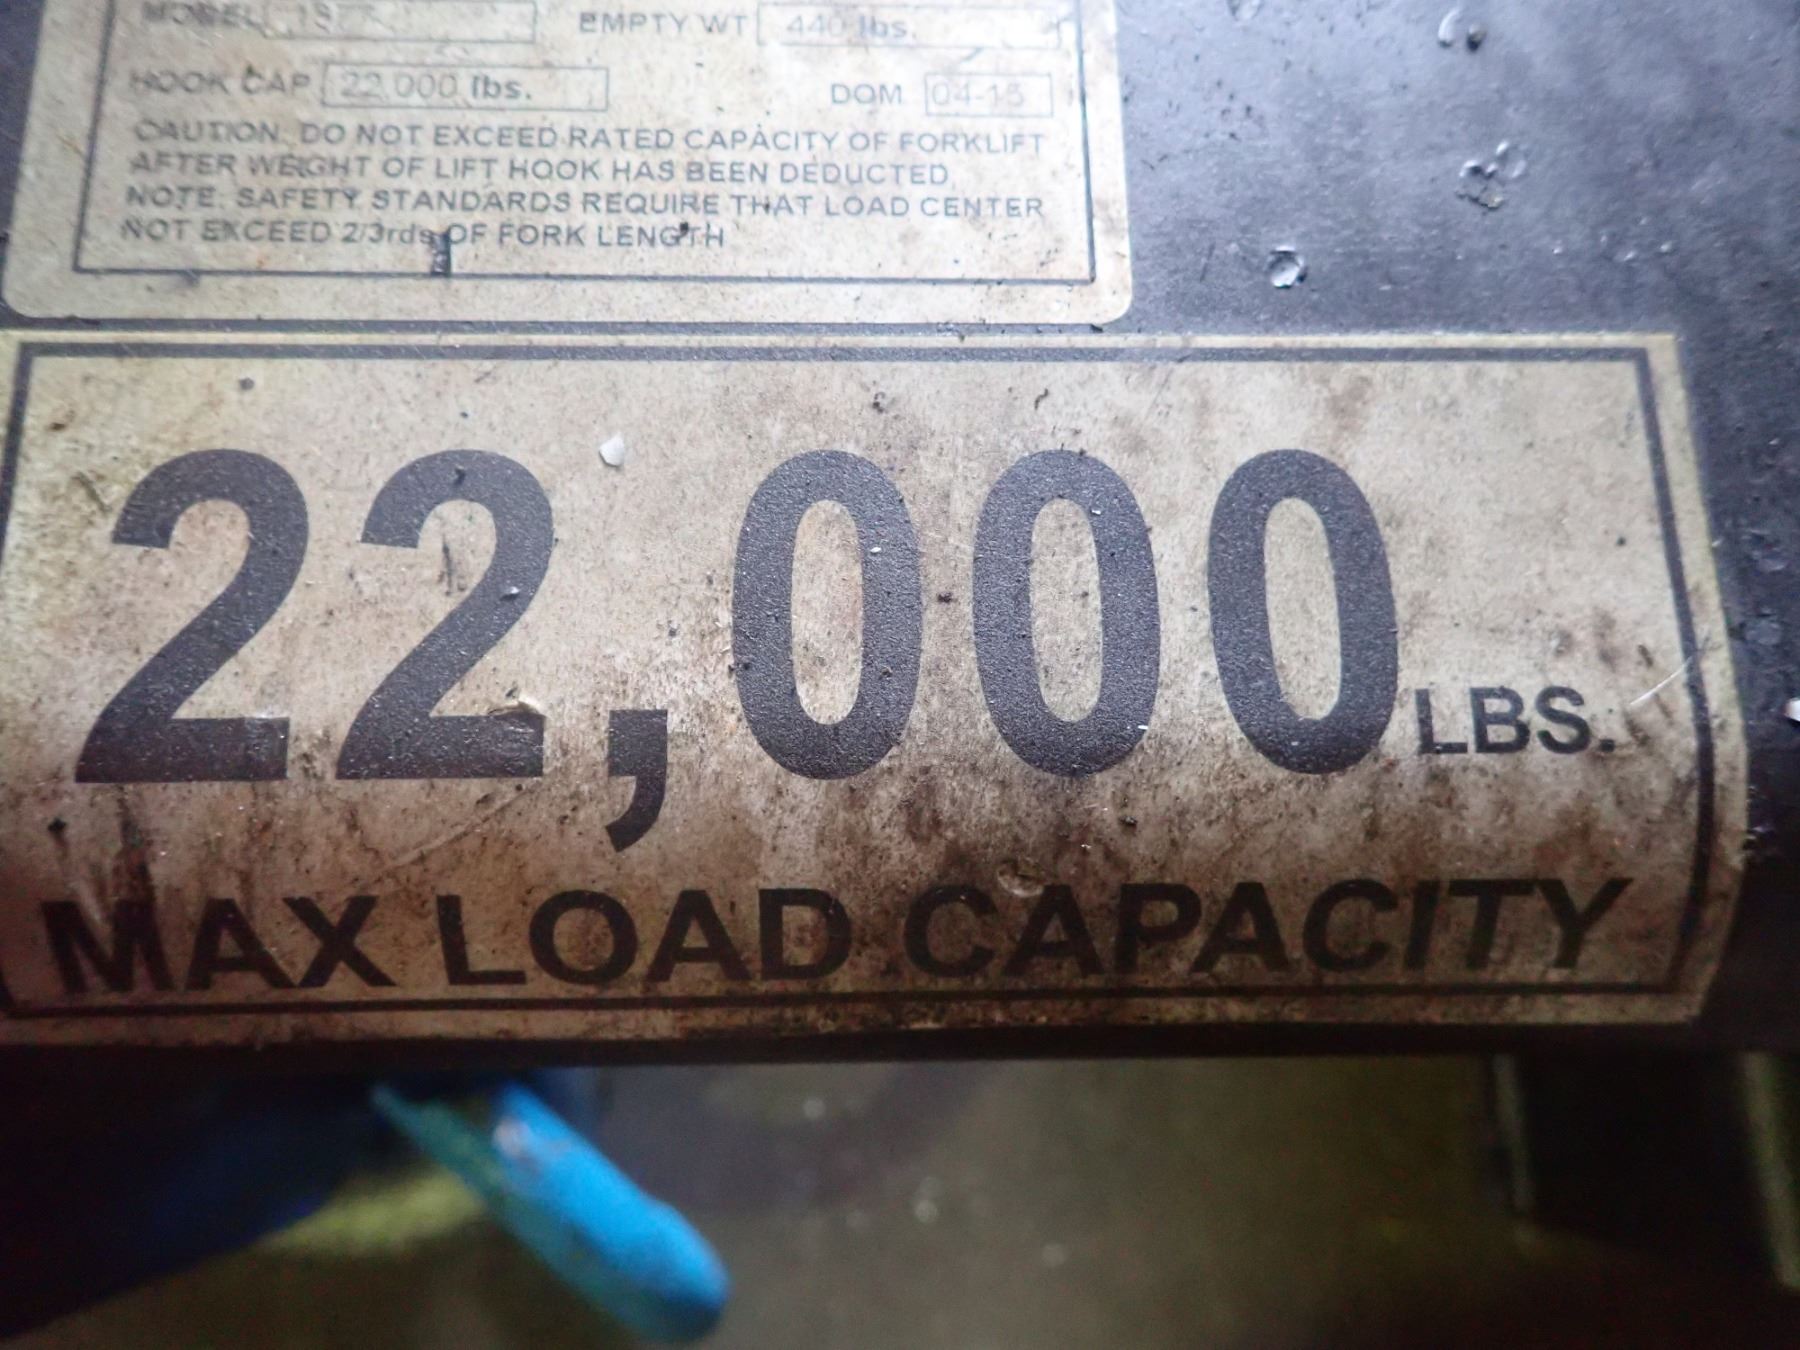 MODEL EMPTY WT 440 lbs.
HOOK CAP 22,000 lbs. DOM 04-15
CAUTION: DO NOT EXCEED RATED CAPACITY OF FORKLIFT
AFTER WEIGHT OF LIFT HOOK HAS BEEN DEDUCTED.
NOTE: SAFETY STANDARDS REQUIRE THAT LOAD CENTER
NOT EXCEED 2/3rds OF FORK LENGTH
22,000 LBS.
MAX LOAD CAPACITY